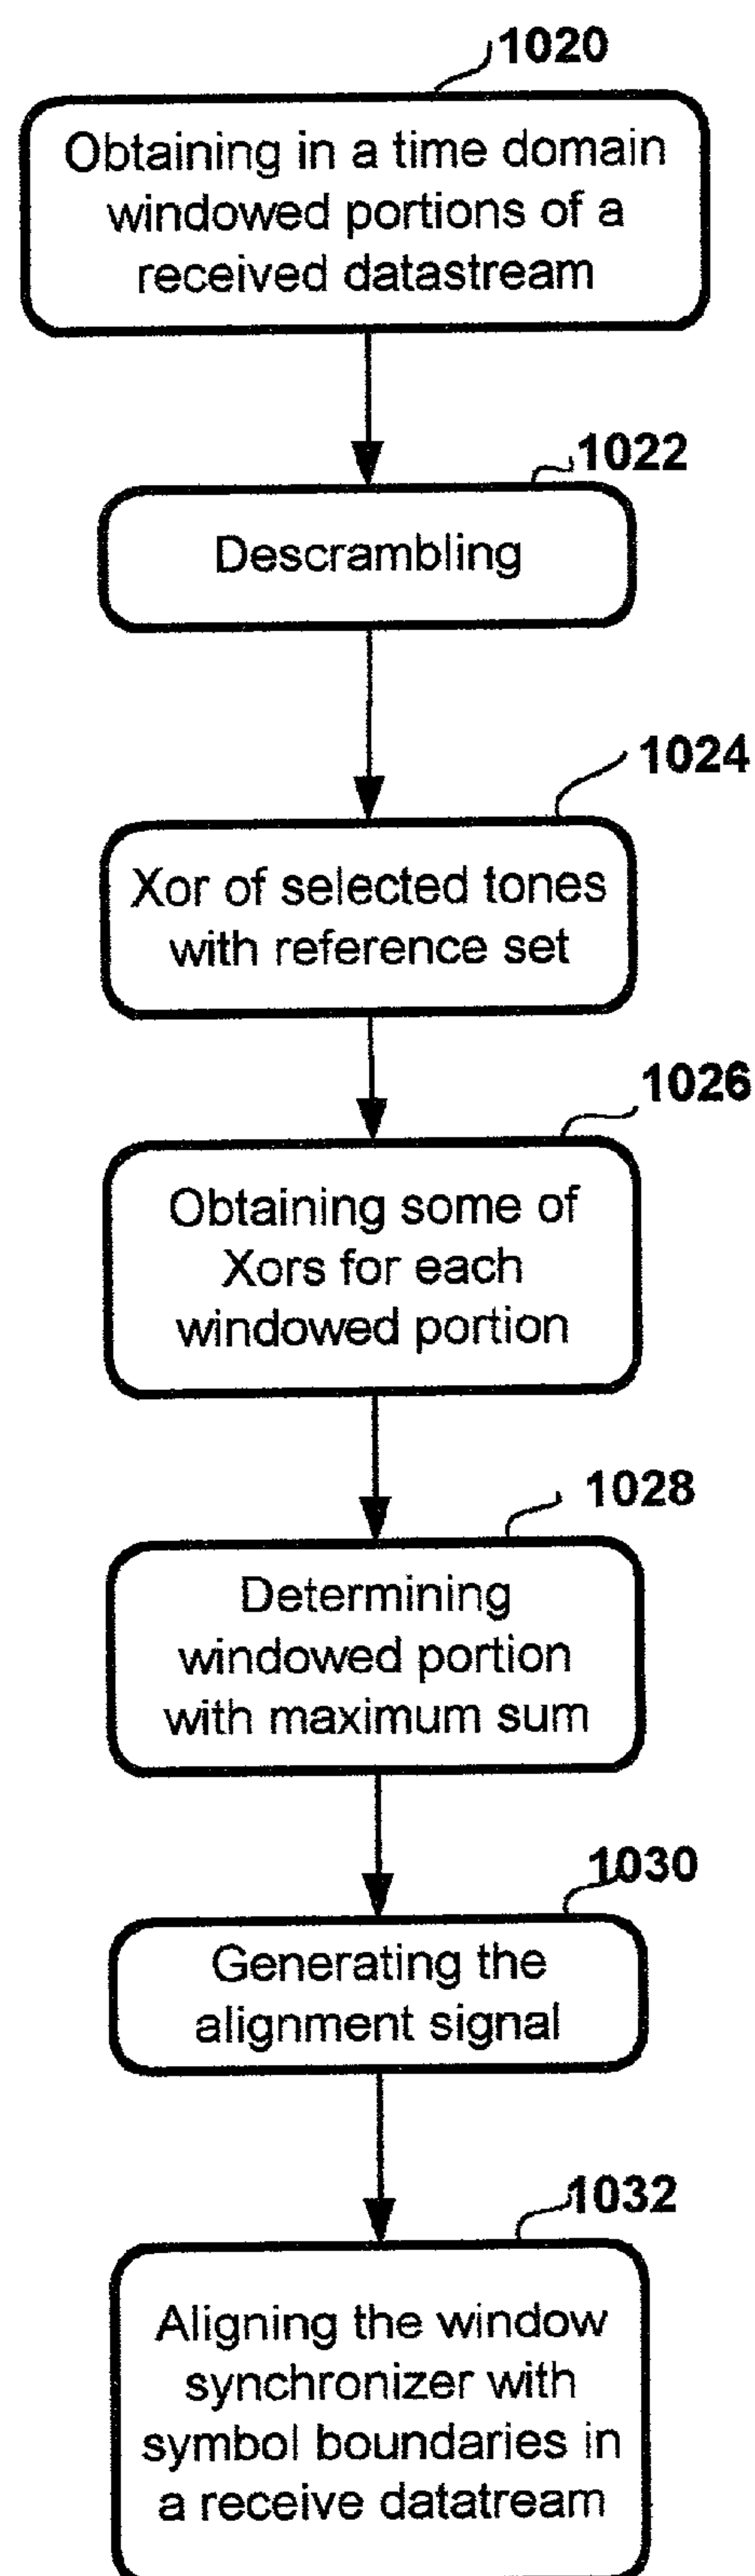 1020
Obtaining in a time domain
windowed portions of a
received datastream
1022
Descrambling
1024
Xor of selected tones
with reference set
1026
Obtaining some of
Xors for each
windowed portion
1028
Determining
windowed portion
with maximum sum
1030
Generating the
alignment signal
1032
Aligning the window
synchronizer with
symbol boundaries in
a receive datatream